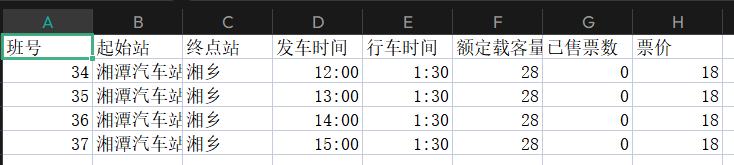 A B C D E F G H
班号 起始站 终点站 发车时间 行车时间 额定载客量 已售票数 票价
34 湘潭汽车站 湘乡 12:00 1:30 28 0 18
35 湘潭汽车站 湘乡 13:00 1:30 28 0 18
36 湘潭汽车站 湘乡 14:00 1:30 28 0 18
37 湘潭汽车站 湘乡 15:00 1:30 28 0 18